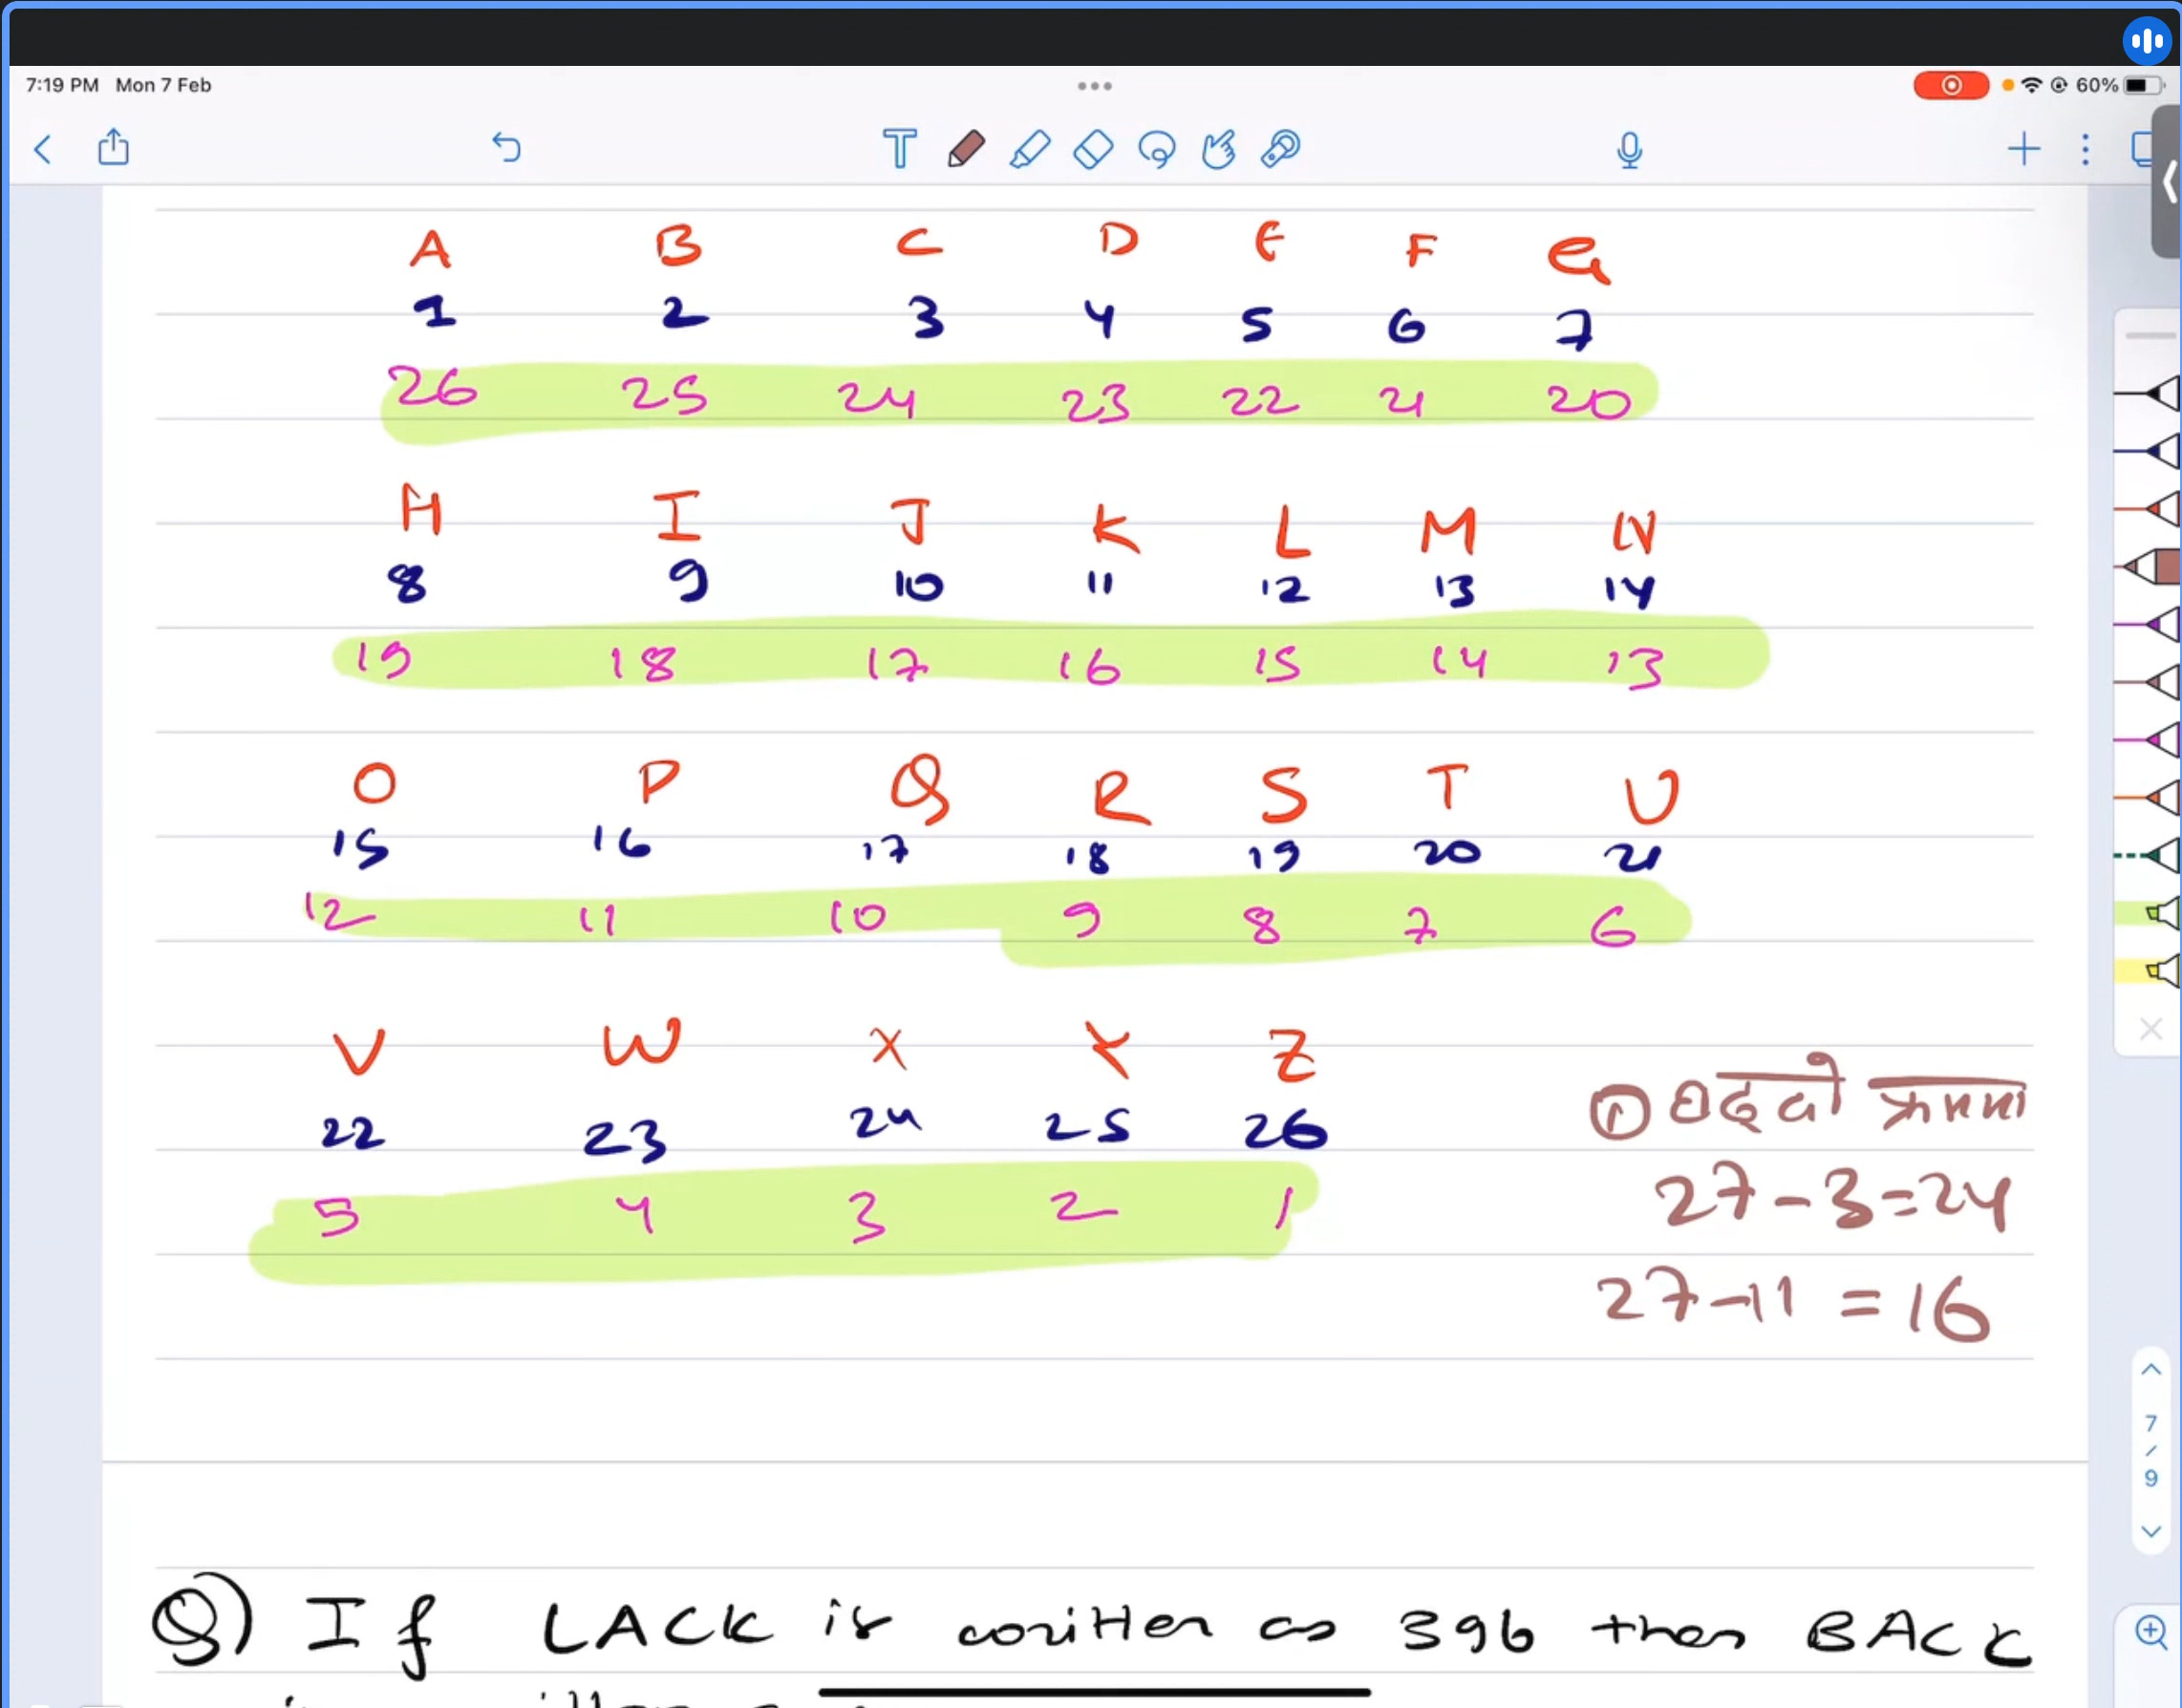 7:19 PM Mon 7 Feb
60%
A B C D E F G
1 2 3 4 5 6 7
26 25 24 23 22 21 20
H I J K L M N
8 9 10 11 12 13 14
19 18 17 16 15 14 13
O P Q R S T U
15 16 17 18 19 20 21
12 11 10 9 8 7 6
V W X Y Z
22 23 24 25 26
5 4 3 2 1
①
27-3=24
27-11=16
7
/
9
Q) If LACK is written as 396 then BACK